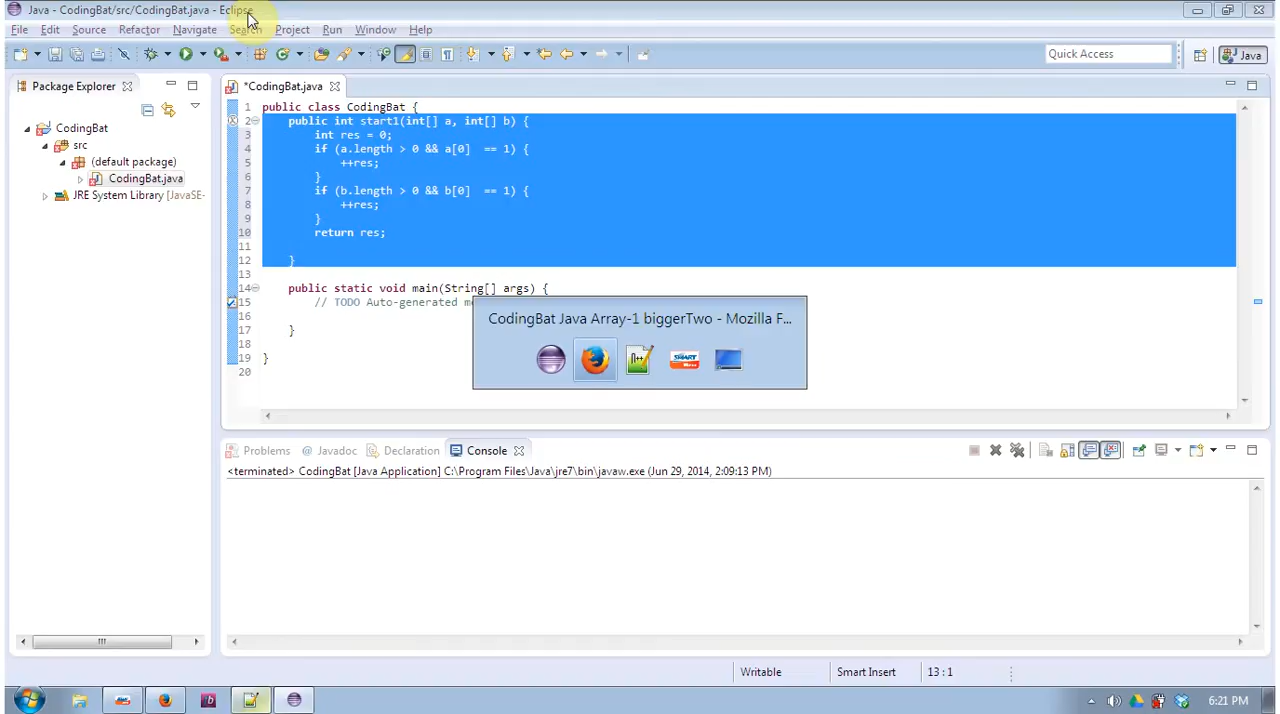 Java - CodingBat/src/CodingBat.java - Eclipse
File Edit Source Refactor Navigate Search Project Run Window Help
Quick Access
Java
Package Explorer
*CodingBat.java
CodingBat
src
(default package)
CodingBat.java
JRE System Library [JavaSE-
1 public class CodingBat {
2 public int start1(int[] a, int[] b) {
3 int res = 0;
4 if (a.length > 0 && a[0] == 1) {
5 ++res;
6 }
7 if (b.length > 0 && b[0] == 1) {
8 ++res;
9 }
10 return res;
11
12 }
13
14 public static void main(String[] args) {
15 // TODO Auto-generated m
16
17 }
18
19 }
20
CodingBat Java Array-1 biggerTwo - Mozilla F...
Problems @ Javadoc Declaration Console
<terminated> CodingBat [Java Application] C:\Program Files\Java\jre7\bin\javaw.exe (Jun 29, 2014, 2:09:13 PM)
Writable Smart Insert 13 : 1
6:21 PM